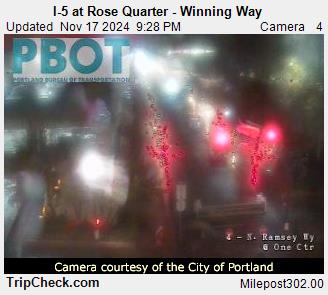 I-5 at Rose Quarter - Winning Way
Updated Nov 17 2024 9:28 PM Camera 4
PBOT
PORTLAND BUREAU OF TRANSPORTATION
4 - N. Ramsey Wy
@ One Ctr
Camera courtesy of the City of Portland
TripCheck.com Milepost302.00